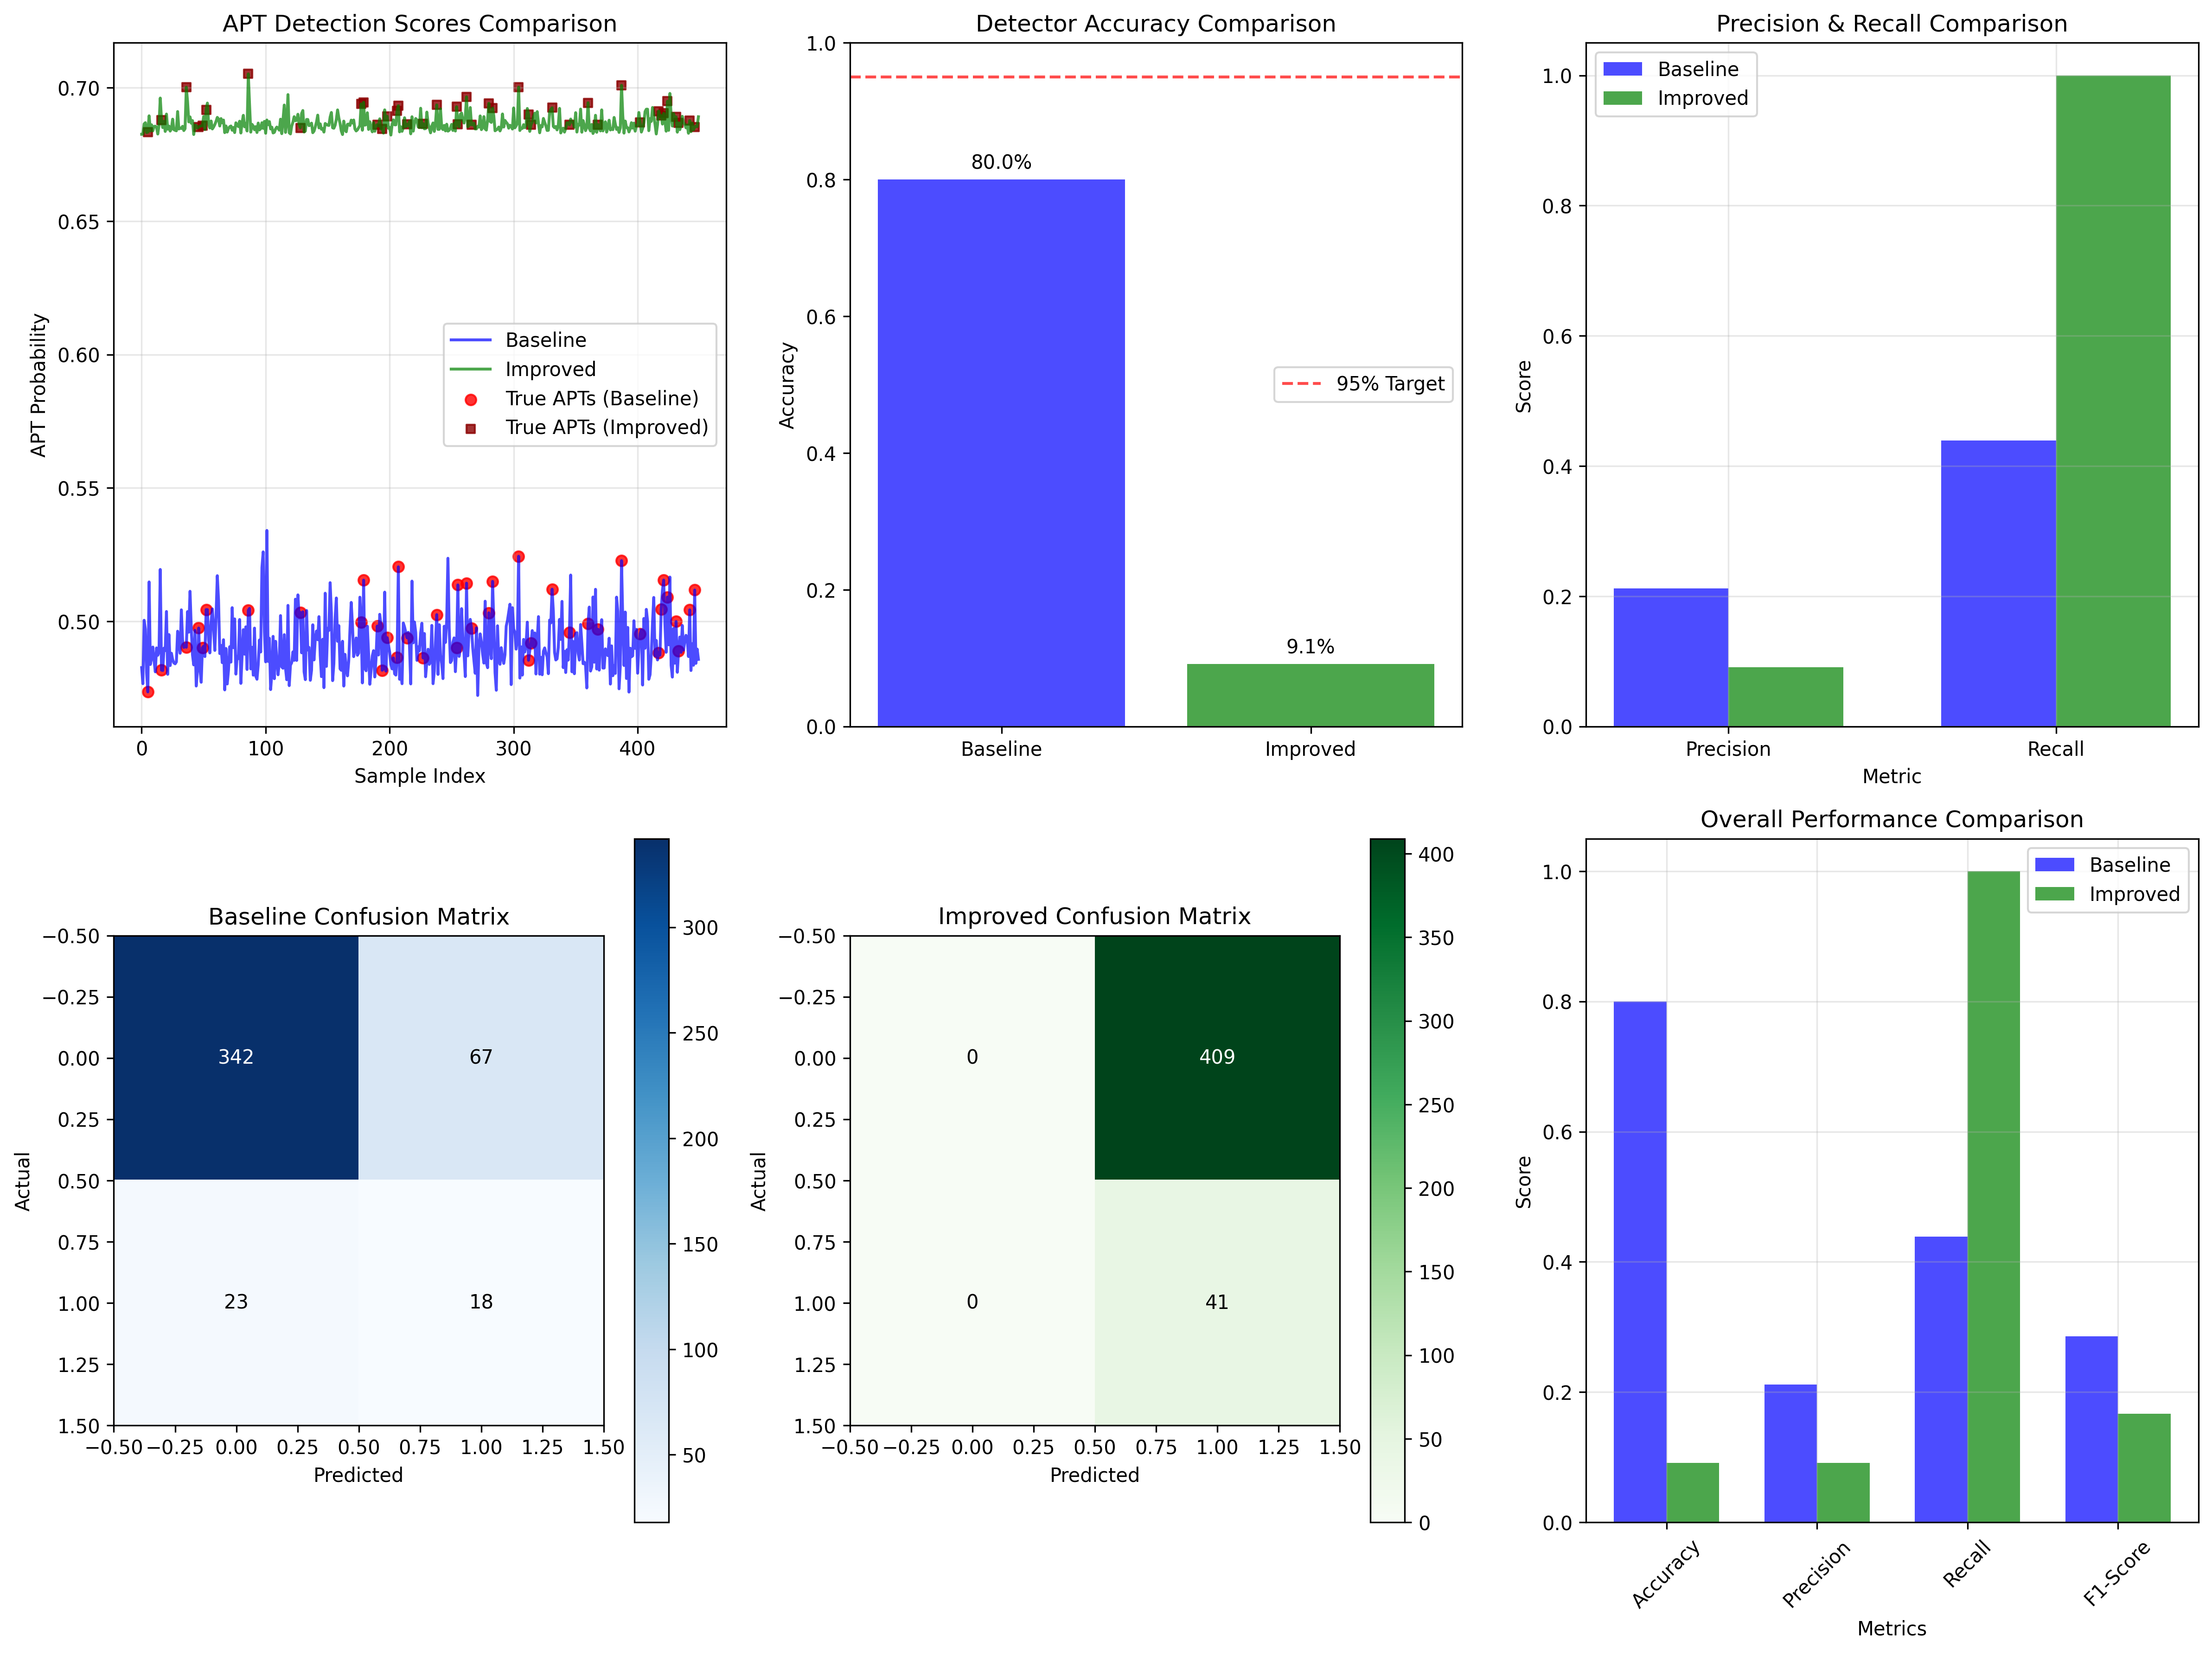 APT Detection Scores Comparison
APT Probability
0.70
0.65
0.60
0.55
0.50
Baseline
Improved
True APTs (Baseline)
True APTs (Improved)
0
100
200
300
400
Sample Index
Detector Accuracy Comparison
Accuracy
1.0
0.8
0.6
0.4
0.2
0.0
80.0%
9.1%
95% Target
Baseline
Improved
Precision & Recall Comparison
Score
1.0
0.8
0.6
0.4
0.2
0.0
Baseline
Improved
Precision
Recall
Metric
Baseline Confusion Matrix
Actual
−0.50
−0.25
0.00
0.25
0.50
0.75
1.00
1.25
1.50
342
67
23
18
−0.50
−0.25
0.00
0.25
0.50
0.75
1.00
1.25
1.50
Predicted
300
250
200
150
100
50
Improved Confusion Matrix
Actual
−0.50
−0.25
0.00
0.25
0.50
0.75
1.00
1.25
1.50
0
409
0
41
−0.50
−0.25
0.00
0.25
0.50
0.75
1.00
1.25
1.50
Predicted
400
350
300
250
200
150
100
50
0
Overall Performance Comparison
Score
1.0
0.8
0.6
0.4
0.2
0.0
Baseline
Improved
Accuracy
Precision
Recall
F1-Score
Metrics